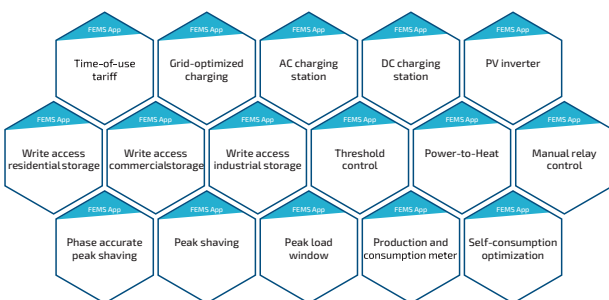 FEMS App
Time-of-use
tariff
FEMS App
Grid-optimized
charging
FEMS App
AC charging
station
FEMS App
DC charging
station
FEMS App
PV inverter
FEMS App
Write access
residential storage
FEMS App
Write access
commercialstorage
FEMS App
Write access
industrial storage
FEMS App
Threshold
control
FEMS App
Power-to-Heat
FEMS App
Manual relay
control
FEMS App
Phase accurate
peak shaving
FEMS App
Peak shaving
FEMS App
Peak load
window
FEMS App
Production and
consumption meter
FEMS App
Self-consumption
optimization